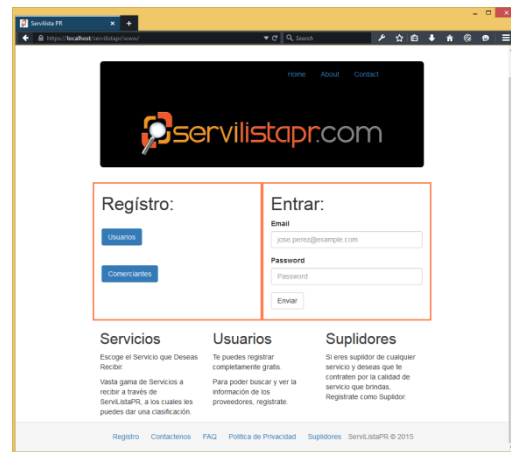 Servilista PR
https://localhost/servilistapr/www/
Search
Home About Contact
servilistapr.com
Regístro:
Usuarios
Comerciantes
Entrar:
Email
jose.perez@example.com
Password
Password
Enviar
Servicios
Escoge el Servicio que Deseas
Recibir.
Vasta gama de Servicios a
recibir a través de
ServiListaPR, a los cuales les
puedes dar una clasificación.
Usuarios
Te puedes registrar
completamente gratis.
Para poder buscar y ver la
información de los
proveedores, registrate.
Suplidores
Si eres suplidor de cualquier
servicio y deseas que te
contraten por la calidad de
servicio que brindas.
Registrate como Suplidor.
Registro Contactenos FAQ Politica de Privacidad Suplidores ServiListaPR © 2015